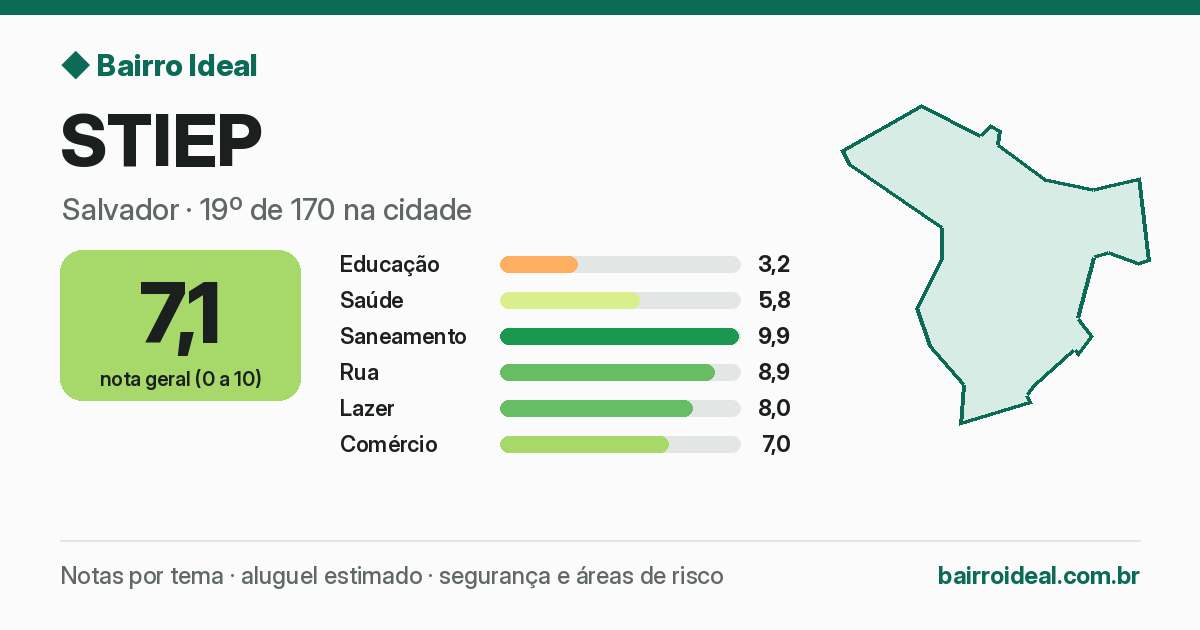 Bairro Ideal
STIEP
Salvador · 19º de 170 na cidade
7,1
nota geral (0 a 10)
Educação 3,2
Saúde 5,8
Saneamento 9,9
Rua 8,9
Lazer 8,0
Comércio 7,0
Notas por tema · aluguel estimado · segurança e áreas de risco
bairroideal.com.br